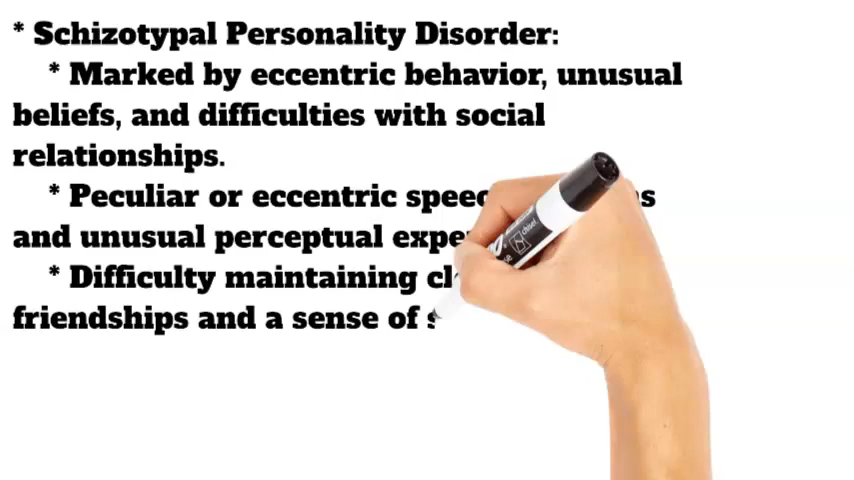 * Schizotypal Personality Disorder:
* Marked by eccentric behavior, unusual
beliefs, and difficulties with social
relationships.
* Peculiar or eccentric
and unusual perceptual
* Difficulty maintaining
friendships and a sense of
chisel